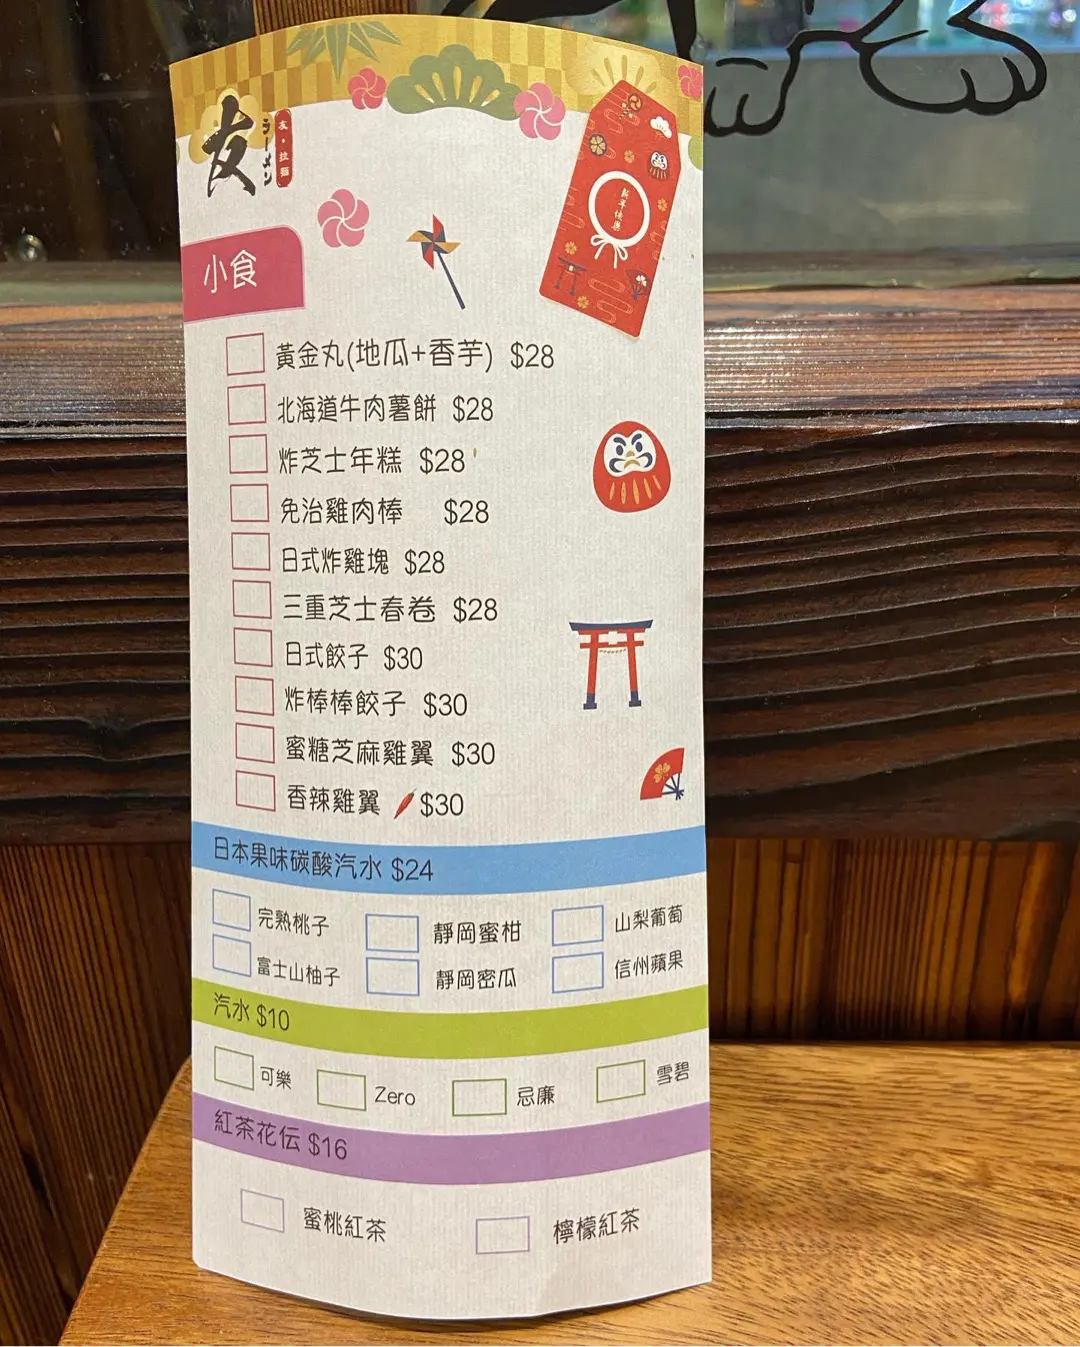 友
ラーメン
友・拉麵
新年快樂
小食
黃金丸(地瓜+香芋) $28
北海道牛肉薯餅 $28
炸芝士年糕 $28
免治雞肉棒 $28
日式炸雞塊 $28
三重芝士春卷 $28
日式餃子 $30
炸棒棒餃子 $30
蜜糖芝麻雞翼 $30
香辣雞翼 $30
日本果味碳酸汽水 $24
完熟桃子 靜岡蜜柑 山梨葡萄
富士山柚子 靜岡密瓜 信州蘋果
汽水 $10
可樂 Zero 忌廉 雪碧
紅茶花伝 $16
蜜桃紅茶 檸檬紅茶